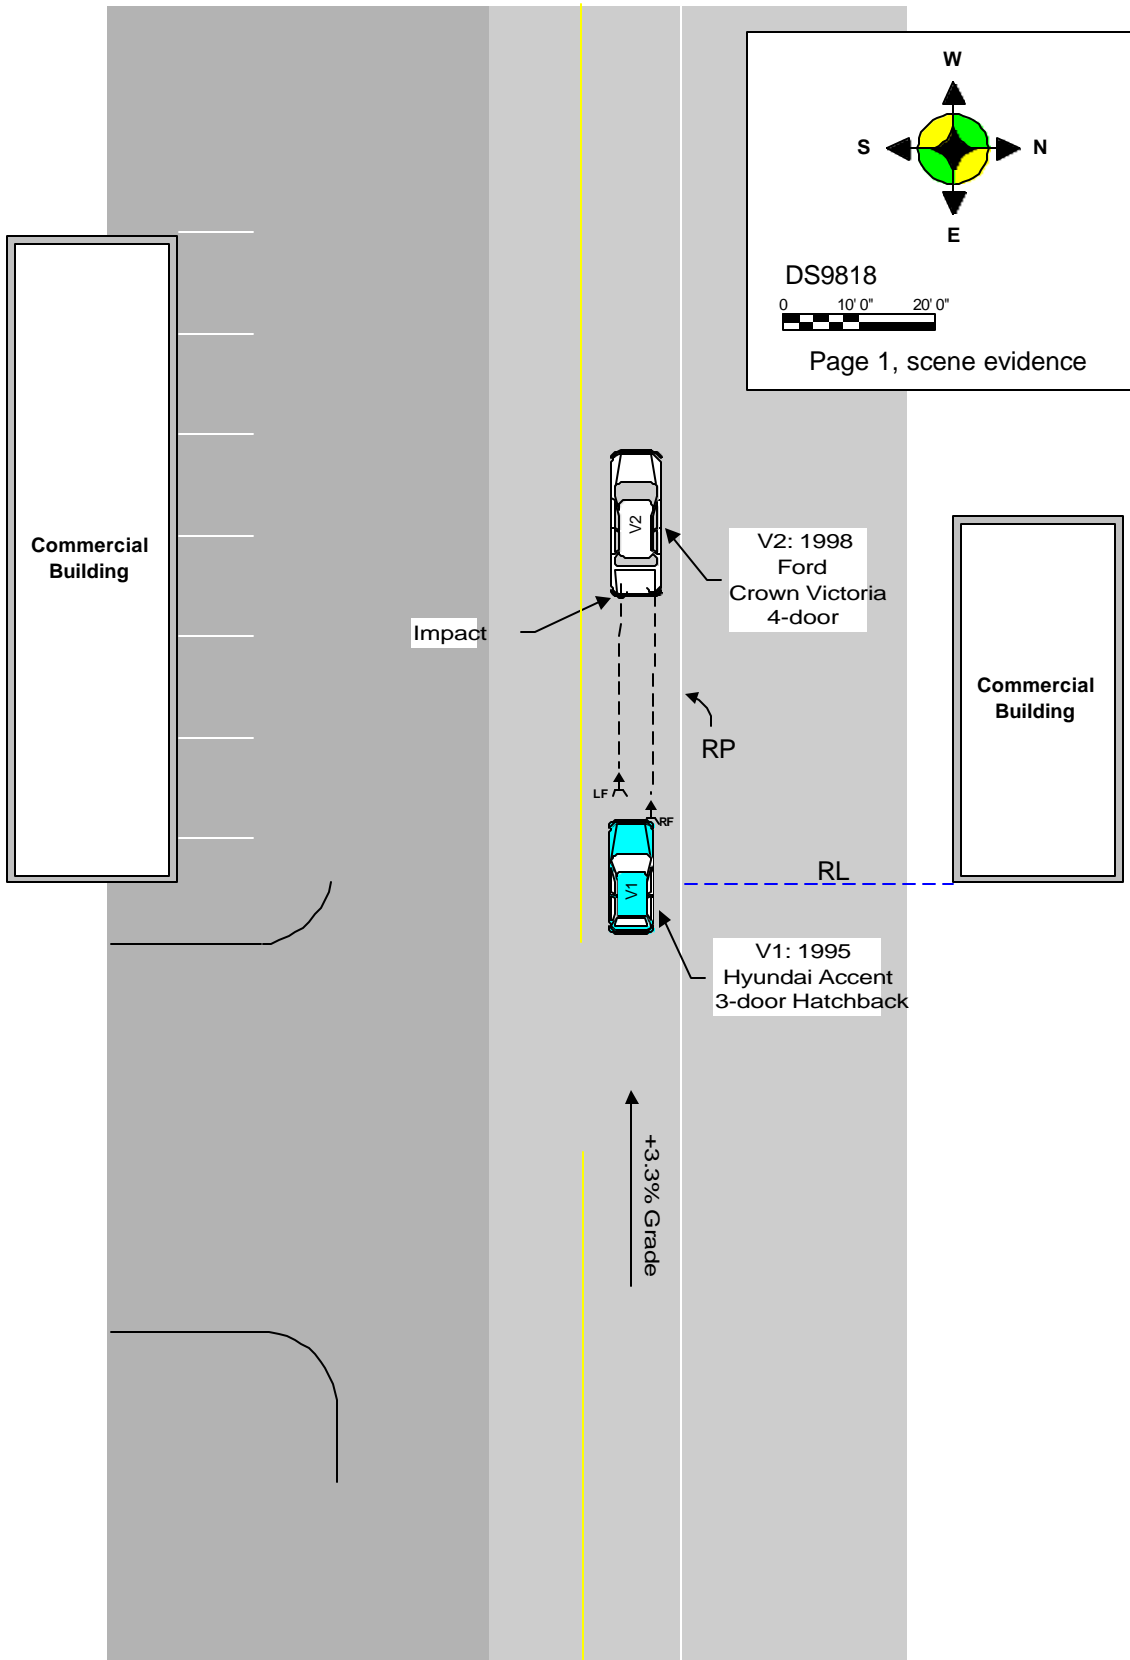 W
S
N
E
DS9818
0 10' 0" 20' 0"
Page 1, scene evidence
Commercial
Building
V2
V2: 1998
Ford
Crown Victoria
4-door
Impact
Commercial
Building
RP
LF
RF
V1
RL
V1: 1995
Hyundai Accent
3-door Hatchback
+3.3% Grade